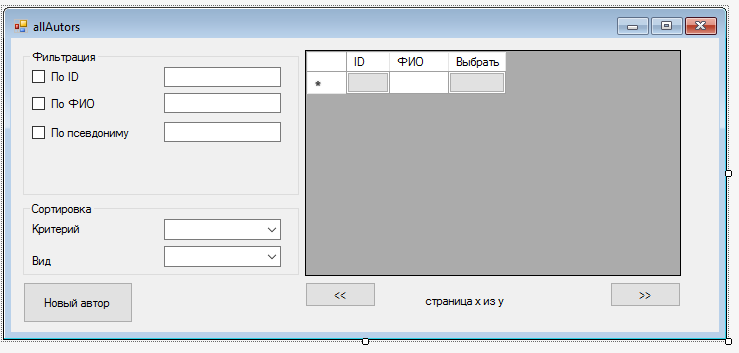 allAutors
Фильтрация
По ID
По ФИО
По псевдониму
Сортировка
Критерий
Вид
Новый автор
ID ФИО Выбрать
*
<< страница x из y >>